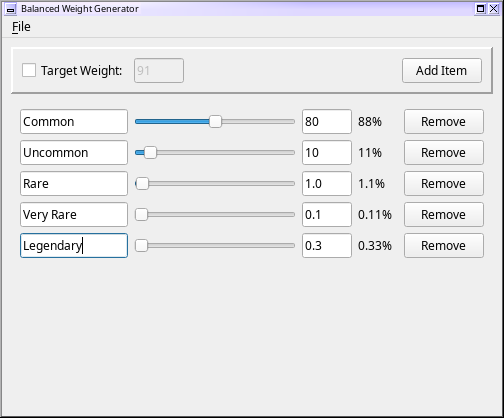 Balanced Weight Generator
File
Target Weight: 91 Add Item
Common 80 88% Remove
Uncommon 10 11% Remove
Rare 1.0 1.1% Remove
Very Rare 0.1 0.11% Remove
Legendary 0.3 0.33% Remove